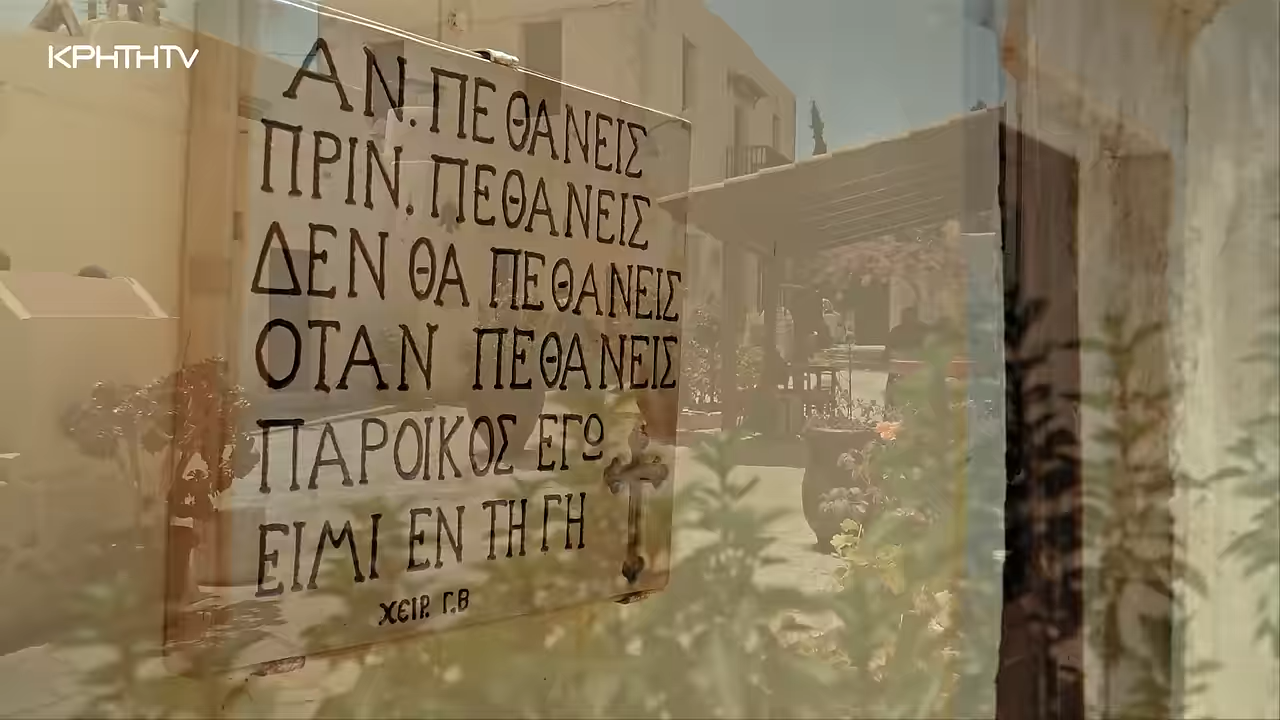 ΚΡΗΤΗTV
ΑΝ. ΠΕΘΑΝΕΙΣ
ΠΡΙΝ. ΠΕΘΑΝΕΙΣ
ΔΕΝ ΘΑ ΠΕΘΑΝΕΙΣ
ΟΤΑΝ ΠΕΘΑΝΕΙΣ
ΠΑΡΟΙΚΟΣ ΕΓΩ
ΕΙΜΙ ΕΝ ΤΗ ΓΗ
ΧΕΙΡ. Γ.Β